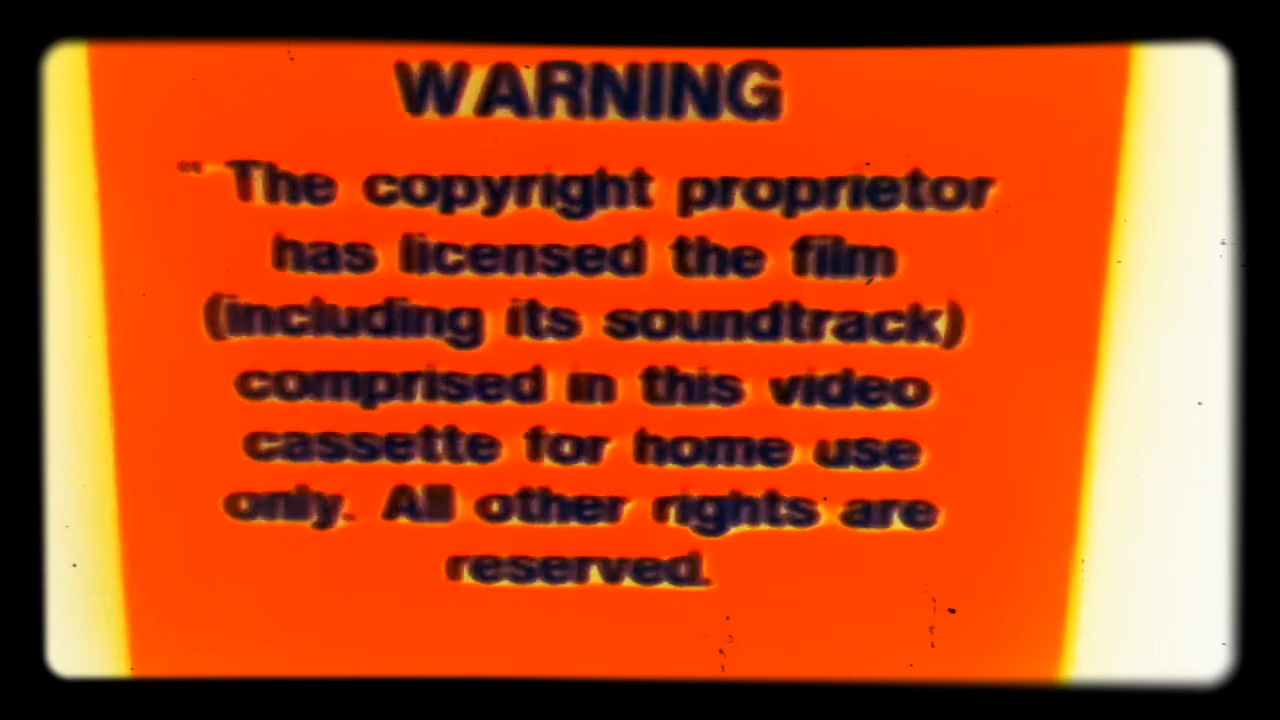 WARNING
" The copyright proprietor
has licensed the film
(including its soundtrack)
comprised in this video
cassette for home use
only. All other rights are
reserved.